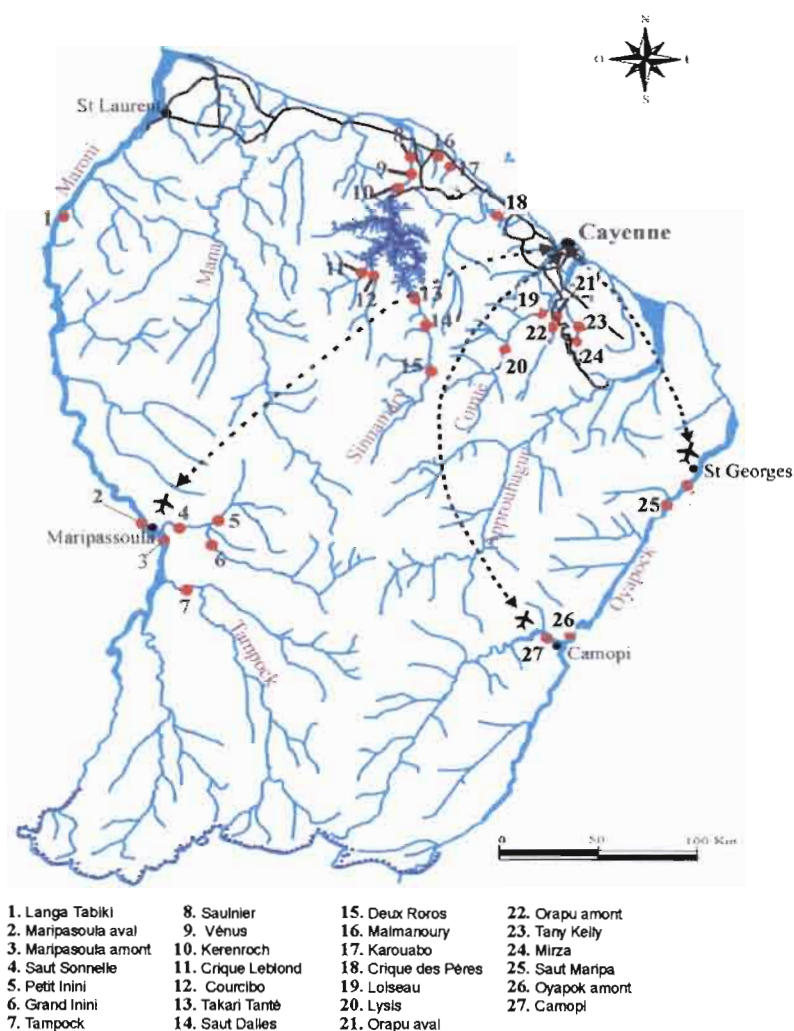 N
O
S
St Laurent
8
16
9
17
10
Maroni
18
1
Cayenne
Mana
11
12
13
21
19
14
22
23
20
24
15
Sinnamary
Comté
St Georges
2
4
5
25
Approuhague
Maripassoula
3
6
Oyapock
7
26
Tampock
27
Camopi
0 50 100 Km
1. Langa Tabiki
2. Maripasoula aval
3. Maripasoula amont
4. Saut Sonnelle
5. Petit Inini
6. Grand Inini
7. Tampock
8. Saulnier
9. Vénus
10. Kerenroch
11. Crique Leblond
12. Courcibo
13. Takari Tanté
14. Saut Dalles
15. Deux Roros
16. Malmanoury
17. Karouabo
18. Crique des Pères
19. Loiseau
20. Lysis
21. Orapu aval
22. Orapu amont
23. Tany Kelly
24. Mirza
25. Saut Maripa
26. Oyapok amont
27. Camopi